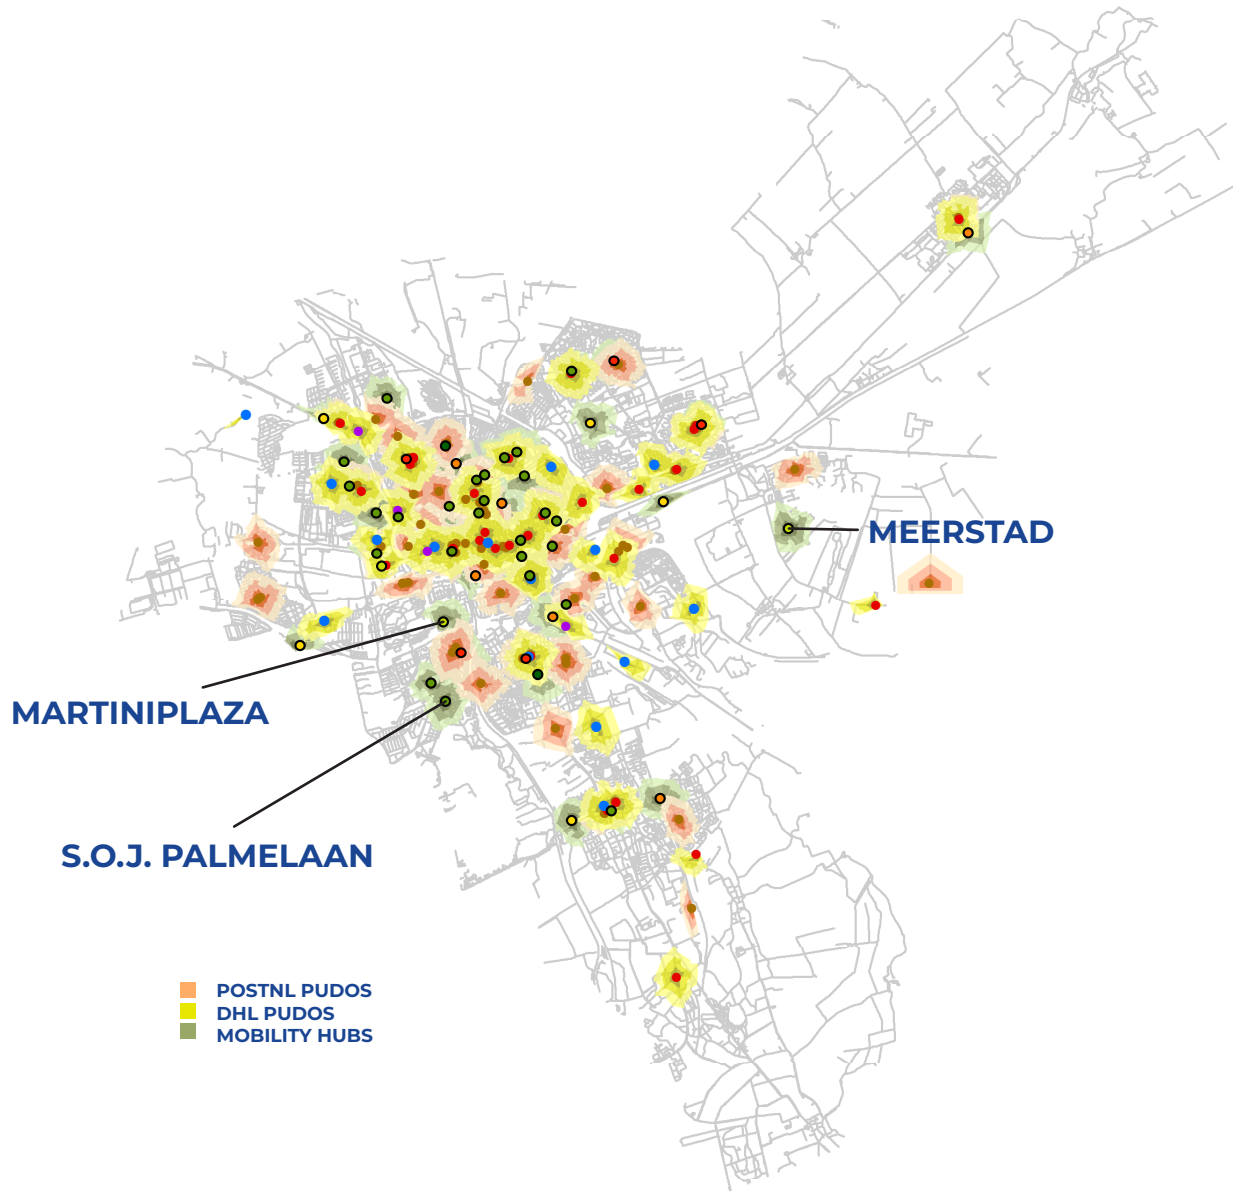 MEERSTAD
MARTINIPLAZA
S.O.J. PALMELAAN
POSTNL PUDOS
DHL PUDOS
MOBILITY HUBS